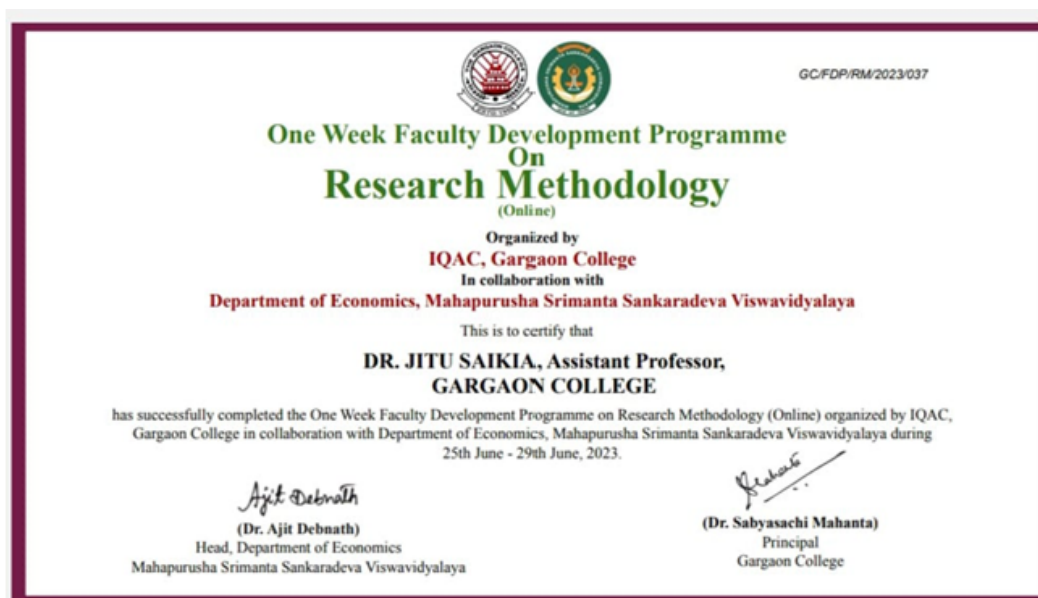 GC/FDP/RM/2023/037
One Week Faculty Development Programme
On
Research Methodology
(Online)
Organized by
IQAC, Gargaon College
In collaboration with
Department of Economics, Mahapurusha Srimanta Sankaradeva Viswavidyalaya
This is to certify that
DR. JITU SAIKIA, Assistant Professor,
GARGAON COLLEGE
has successfully completed the One Week Faculty Development Programme on Research Methodology (Online) organized by IQAC,
Gargaon College in collaboration with Department of Economics, Mahapurusha Srimanta Sankaradeva Viswavidyalaya during
25th June - 29th June, 2023.
Ajit Debnath
(Dr. Ajit Debnath)
Head, Department of Economics
Mahapurusha Srimanta Sankaradeva Viswavidyalaya
(Dr. Sabyasachi Mahanta)
Principal
Gargaon College